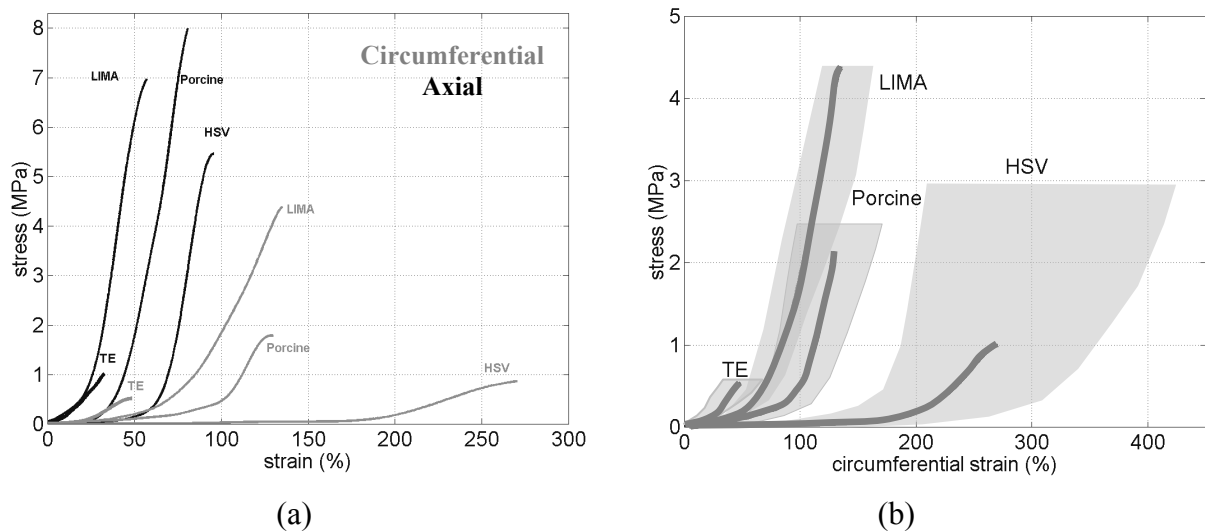 8
7
6
5
4
3
2
1
0
0 50 100 150 200 250 300
stress (MPa)
strain (%)
Circumferential
Axial
LIMA
Porcine
HSV
LIMA
TE
TE
Porcine
HSV
(a)
5
4
3
2
1
0
0 100 200 300 400
stress (MPa)
circumferential strain (%)
LIMA
HSV
Porcine
TE
(b)